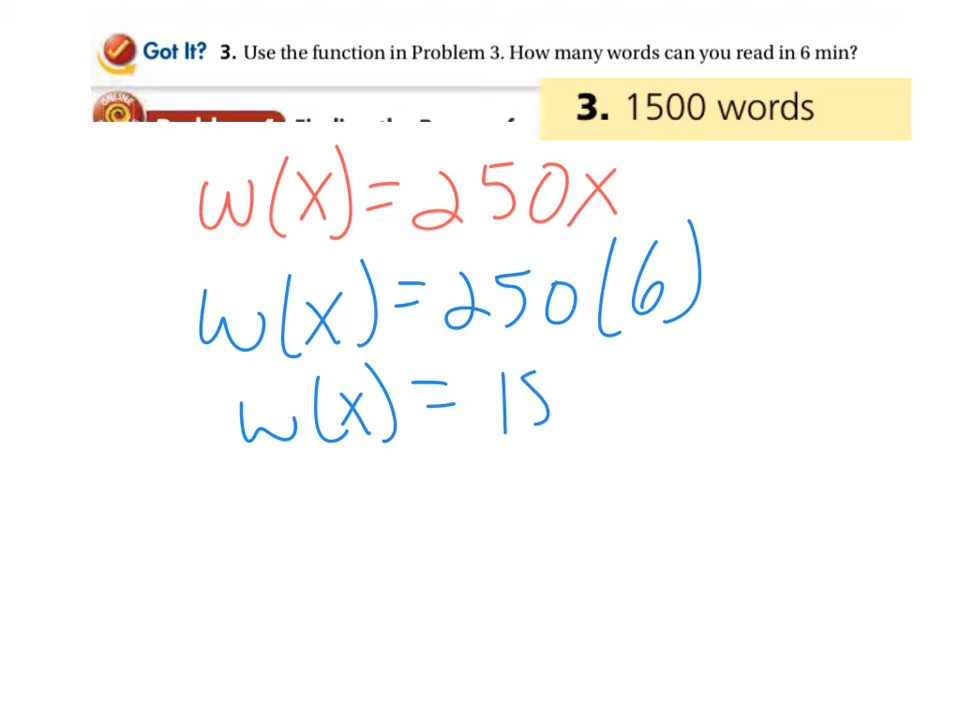 Got It? 3. Use the function in Problem 3. How many words can you read in 6 min?
ONLINE
3. 1500 words
w(x)=250x
w(x)=250(6)
w(x)= 15